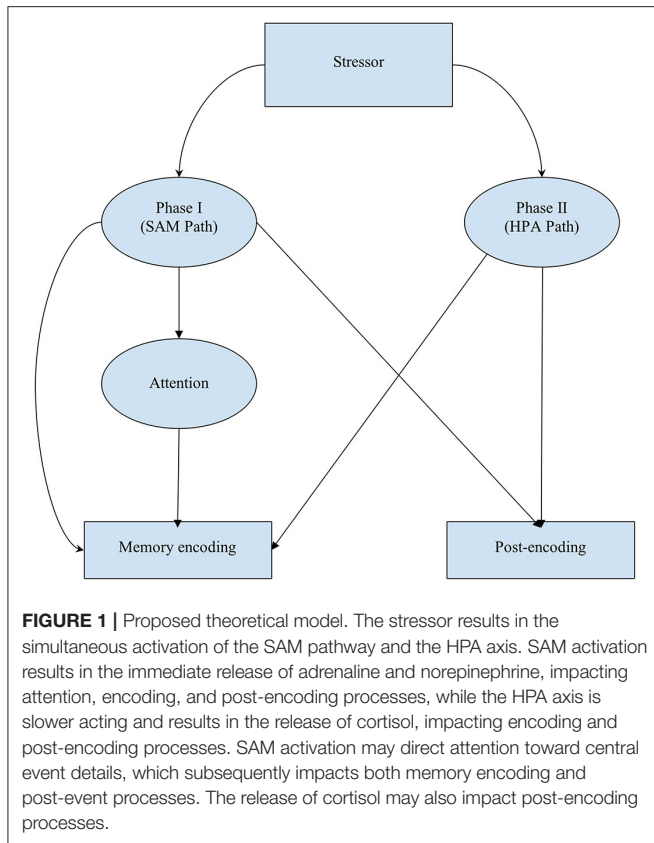 Stressor
Phase I
(SAM Path)
Phase II
(HPA Path)
Attention
Memory encoding
Post-encoding
FIGURE 1 | Proposed theoretical model. The stressor results in the
simultaneous activation of the SAM pathway and the HPA axis. SAM activation
results in the immediate release of adrenaline and norepinephrine, impacting
attention, encoding, and post-encoding processes, while the HPA axis is
slower acting and results in the release of cortisol, impacting encoding and
post-encoding processes. SAM activation may direct attention toward central
event details, which subsequently impacts both memory encoding and
post-event processes. The release of cortisol may also impact post-encoding
processes.